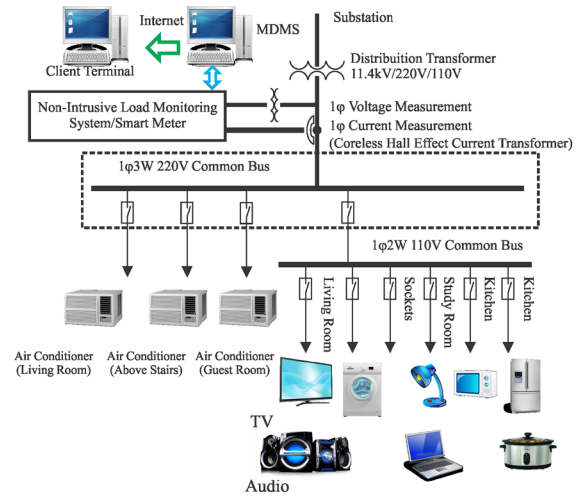 Internet
Substation
MDMS
Client Terminal
Distribuition Transformer
11.4kV/220V/110V
Non-Intrusive Load Monitoring
System/Smart Meter
1φ Voltage Measurement
1φ Current Measurement
(Coreless Hall Effect Current Transformer)
1φ3W 220V Common Bus
1φ2W 110V Common Bus
Living Room
Sockets
Study Room
Kitchen
Kitchen
Air Conditioner
(Living Room)
Air Conditioner
(Above Stairs)
Air Conditioner
(Guest Room)
TV
Audio